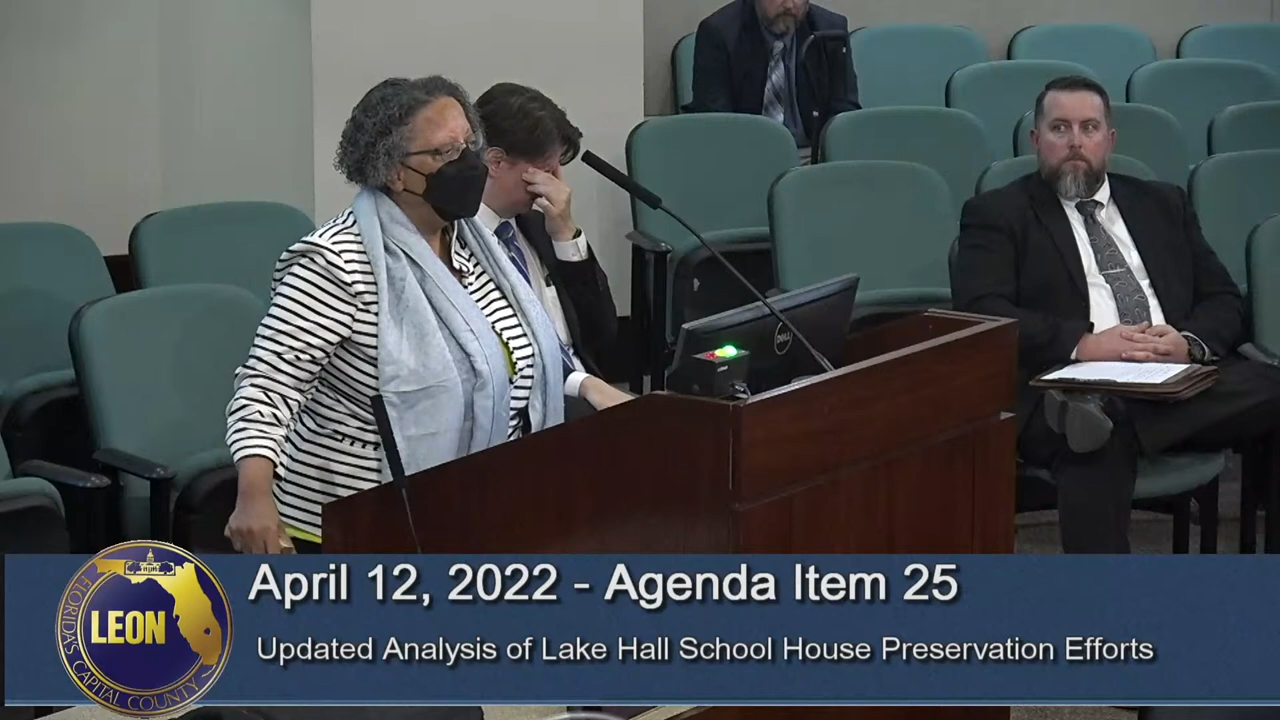 DELL
April 12, 2022 - Agenda Item 25
Updated Analysis of Lake Hall School House Preservation Efforts
FLORIDA'S CAPITAL COUNTY
LEON